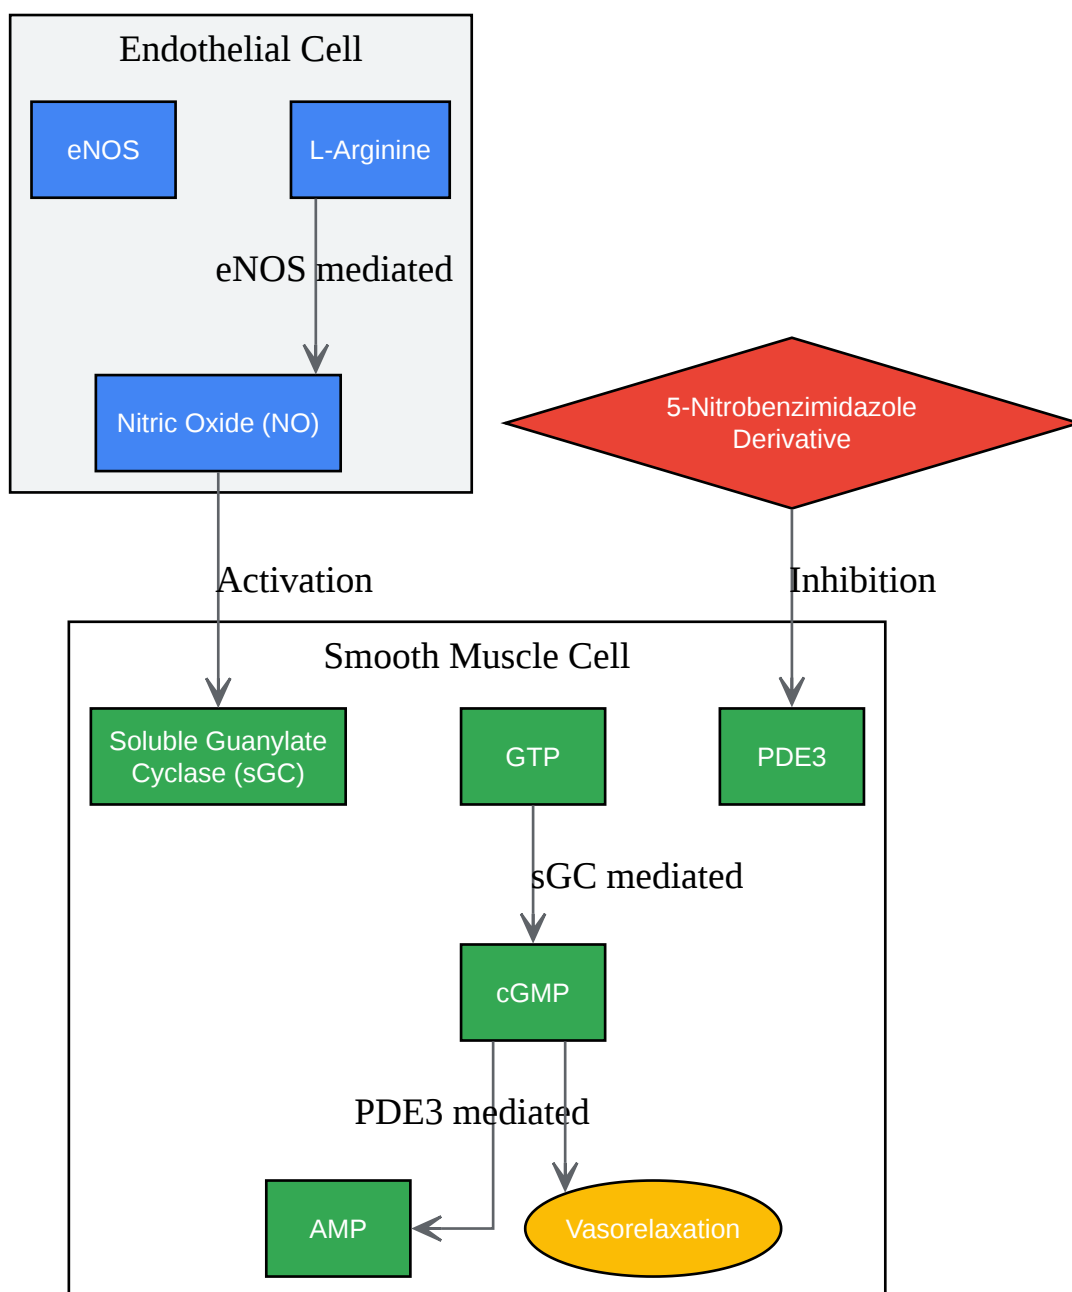 Endothelial Cell
eNOS
L-Arginine
eNOS mediated
Nitric Oxide (NO)
5-Nitrobenzimidazole
Derivative
Activation
Inhibition
Smooth Muscle Cell
Soluble Guanylate
Cyclase (sGC)
GTP
PDE3
sGC mediated
cGMP
PDE3 mediated
AMP
Vasorelaxation